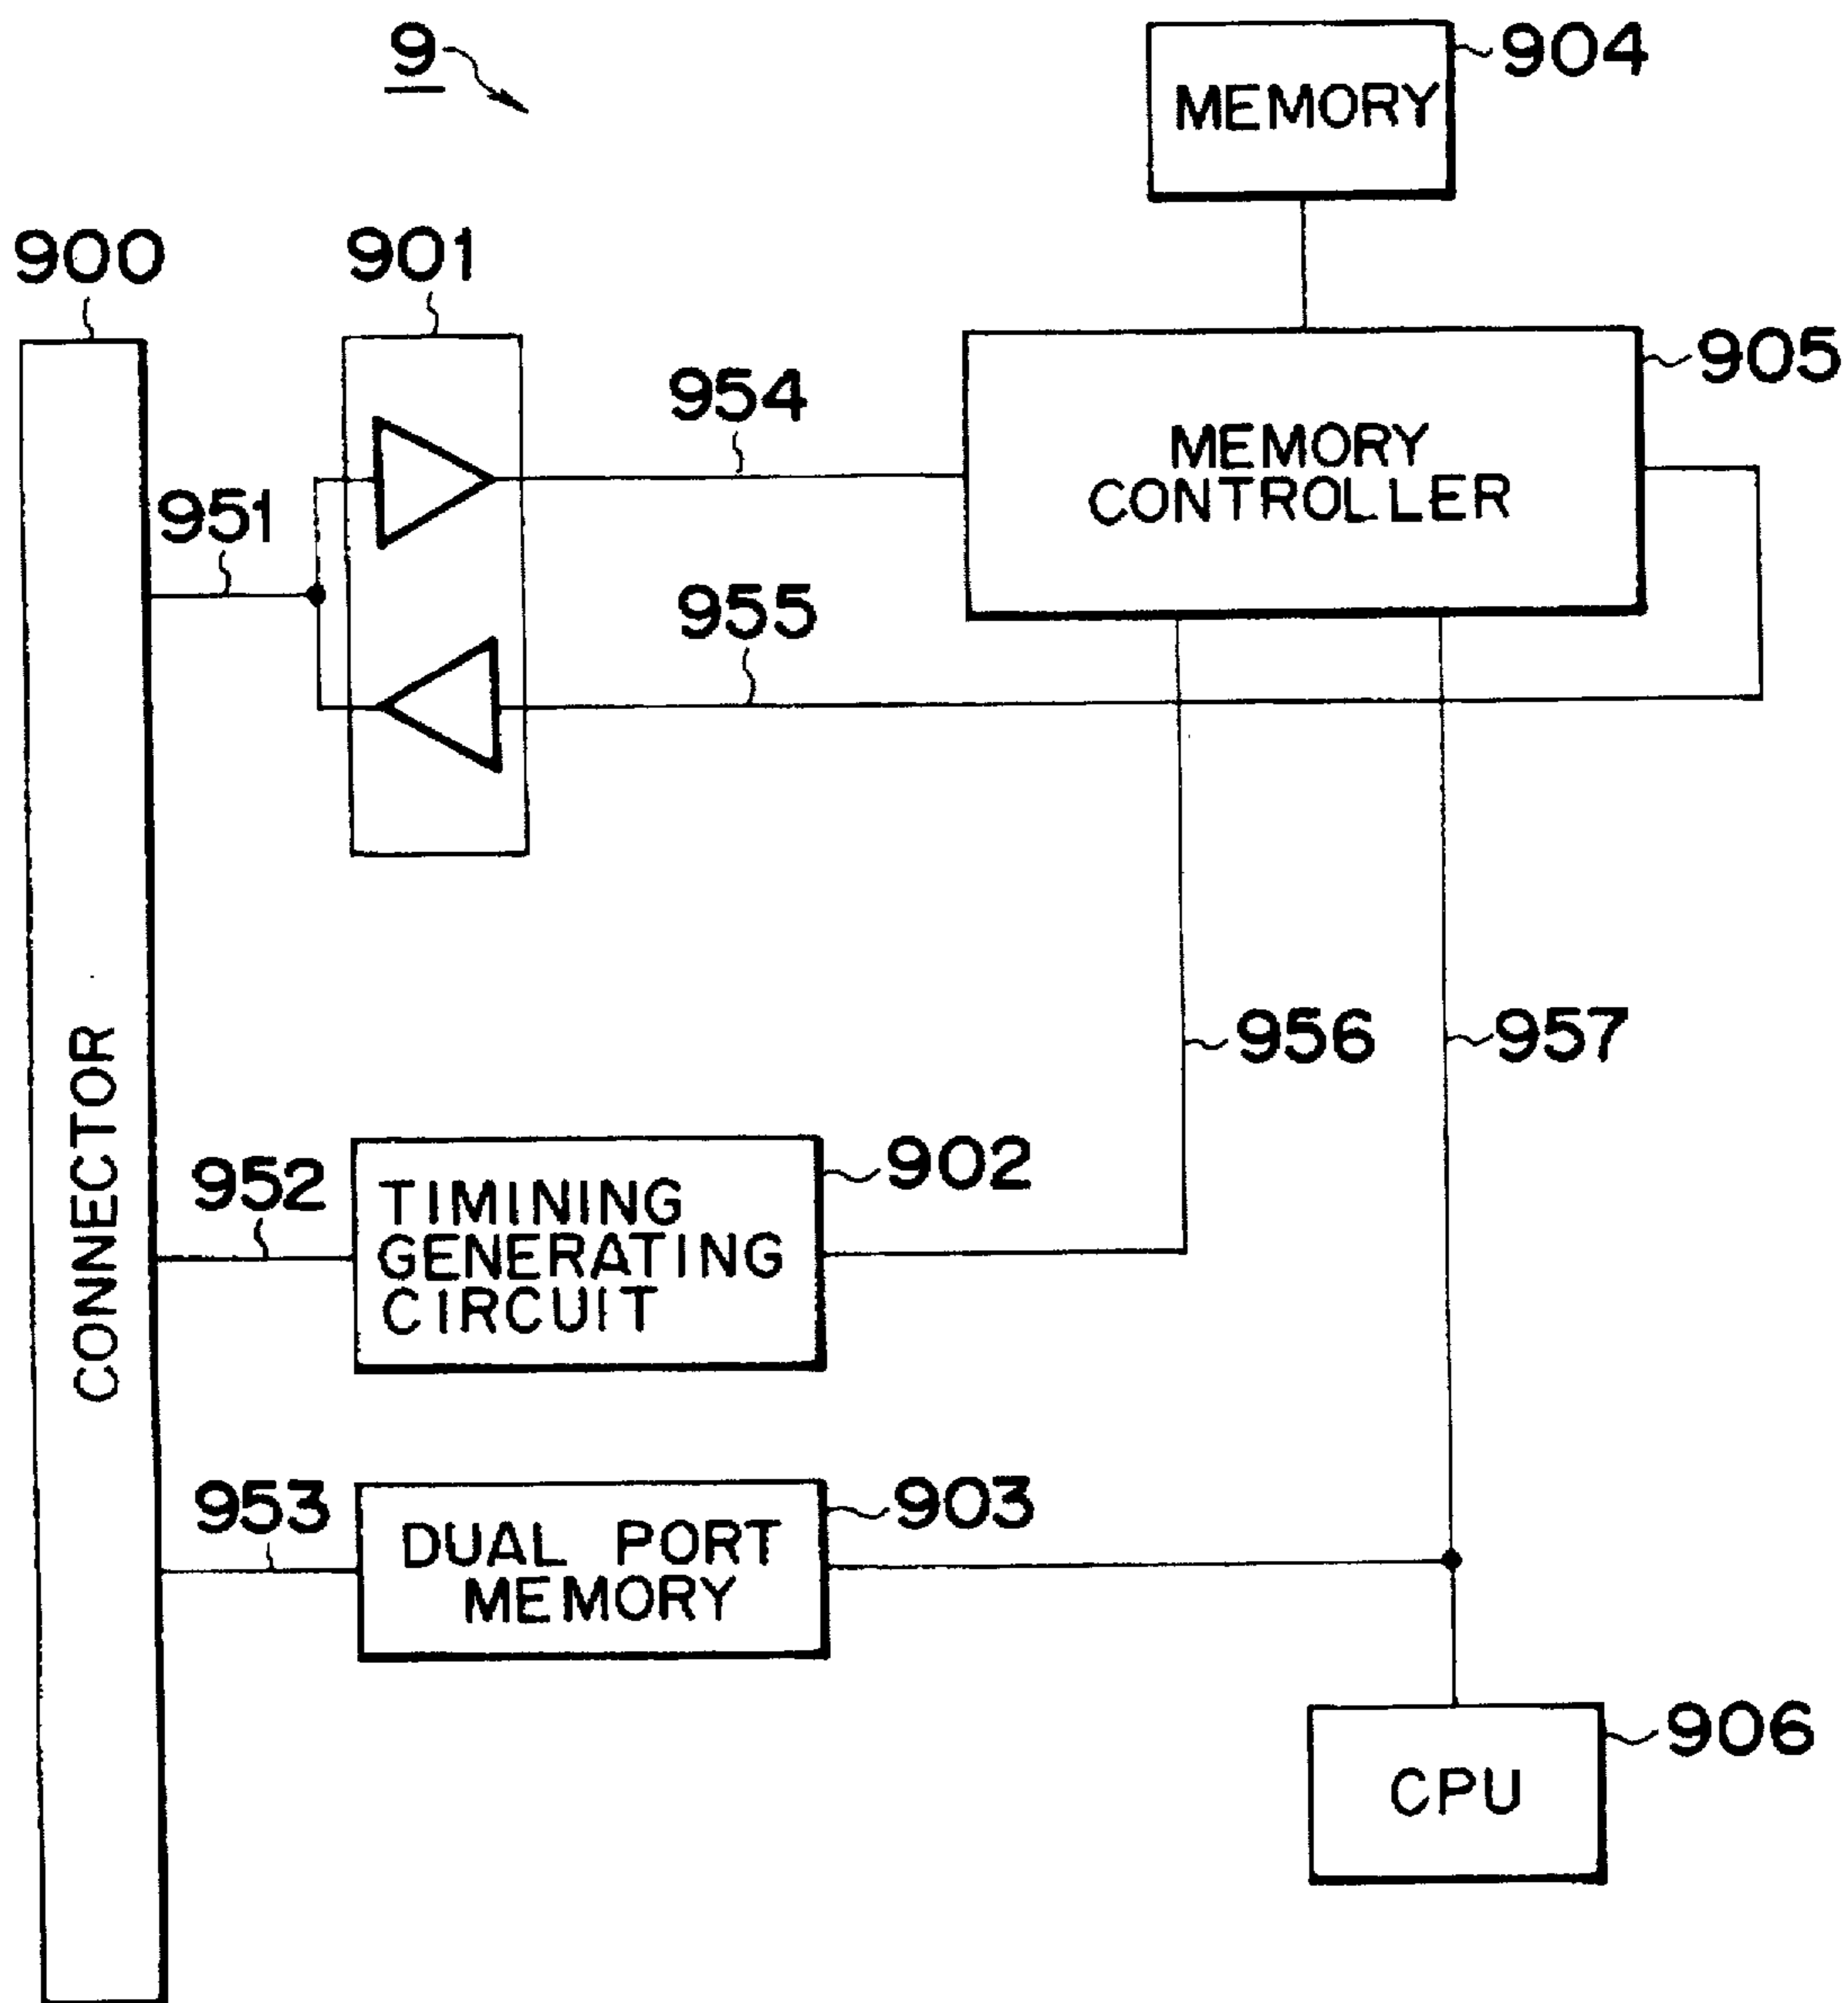 9
904
MEMORY
900
901
905
954
MEMORY
CONTROLLER
951
955
956
957
CONNECTOR
952
902
TIMINING
GENERATING
CIRCUIT
953
903
DUAL PORT
MEMORY
906
CPU